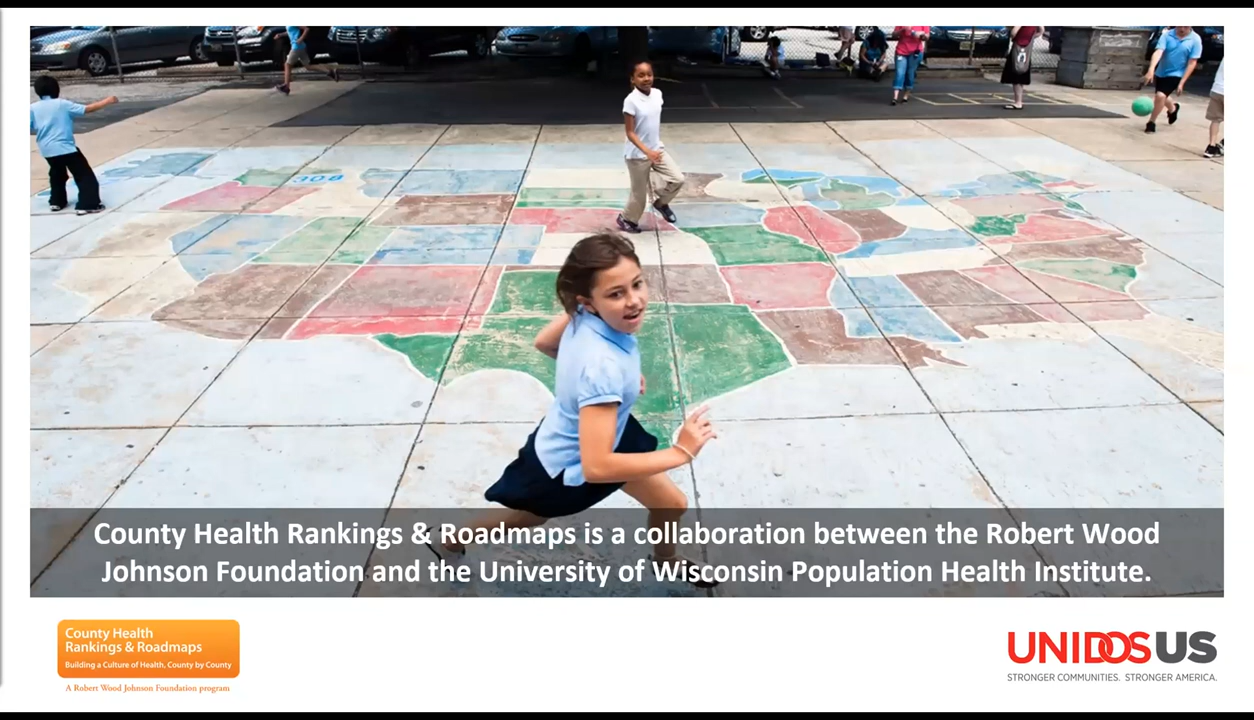 308
County Health Rankings & Roadmaps is a collaboration between the Robert Wood
Johnson Foundation and the University of Wisconsin Population Health Institute.
County Health
Rankings & Roadmaps
Building a Culture of Health, County by County
A Robert Wood Johnson Foundation program
UNIDOSUS
STRONGER COMMUNITIES. STRONGER AMERICA.